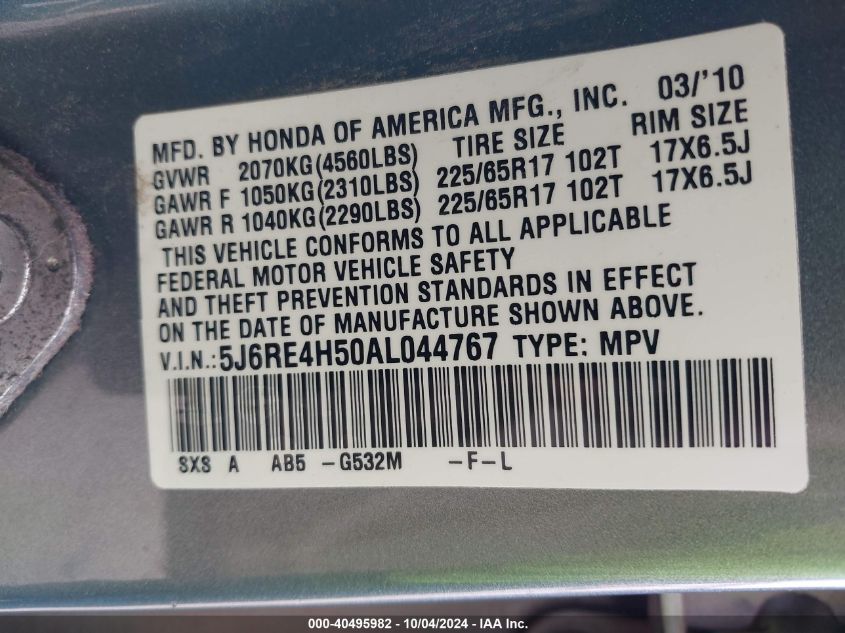 03/'10
MFD. BY HONDA OF AMERICA MFG., INC.
GVWR 2070KG(4560LBS) TIRE SIZE RIM SIZE
GAWR F 1050KG(2310LBS) 225/65R17 102T 17X6.5J
GAWR R 1040KG(2290LBS) 225/65R17 102T 17X6.5J
THIS VEHICLE CONFORMS TO ALL APPLICABLE
FEDERAL MOTOR VEHICLE SAFETY
AND THEFT PREVENTION STANDARDS IN EFFECT
ON THE DATE OF MANUFACTURE SHOWN ABOVE.
V.I.N.: 5J6RE4H50AL044767 TYPE: MPV
SXS A AB5 -G532M -F-L
000-40495982 - 10/04/2024 - IAA Inc.